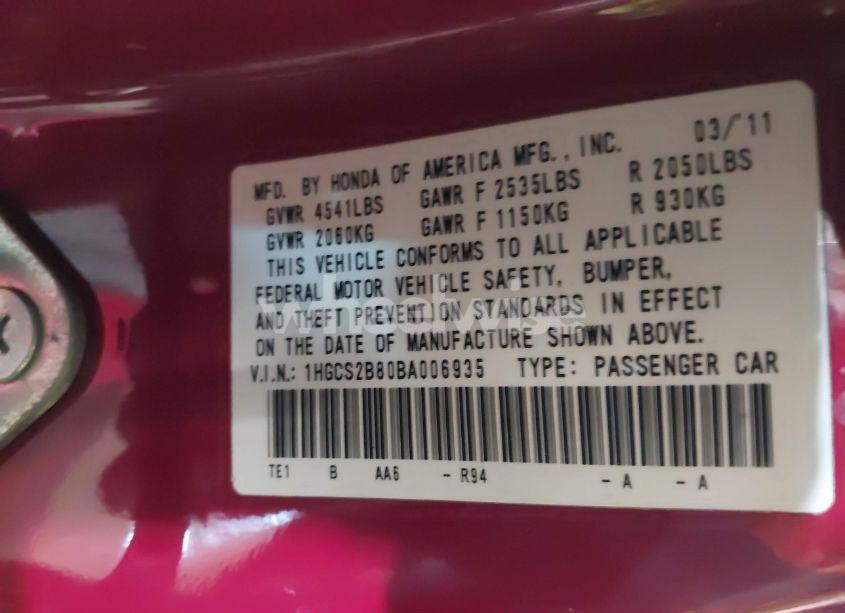 MFD. BY HONDA OF AMERICA MFG., INC. 03/'11
GVWR 4541LBS GAWR F 2535LBS R 2050LBS
GVWR 2060KG GAWR F 1150KG R 930KG
THIS VEHICLE CONFORMS TO ALL APPLICABLE
FEDERAL MOTOR VEHICLE SAFETY, BUMPER,
AND THEFT PREVENTION STANDARDS IN EFFECT
ON THE DATE OF MANUFACTURE SHOWN ABOVE.
V.I.N.: 1HGCS2B80BA006935 TYPE: PASSENGER CAR
TE1 B AA6 - R94 - A - A
wheelwise